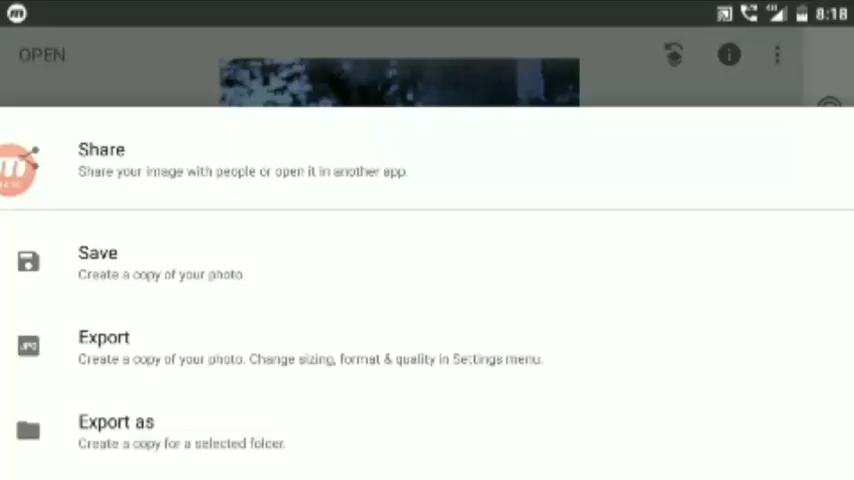 8:18
OPEN
Share
Share your image with people or open it in another app.
Save
Create a copy of your photo.
Export
JPG
Create a copy of your photo. Change sizing, format & quality in Settings menu.
Export as
Create a copy for a selected folder.